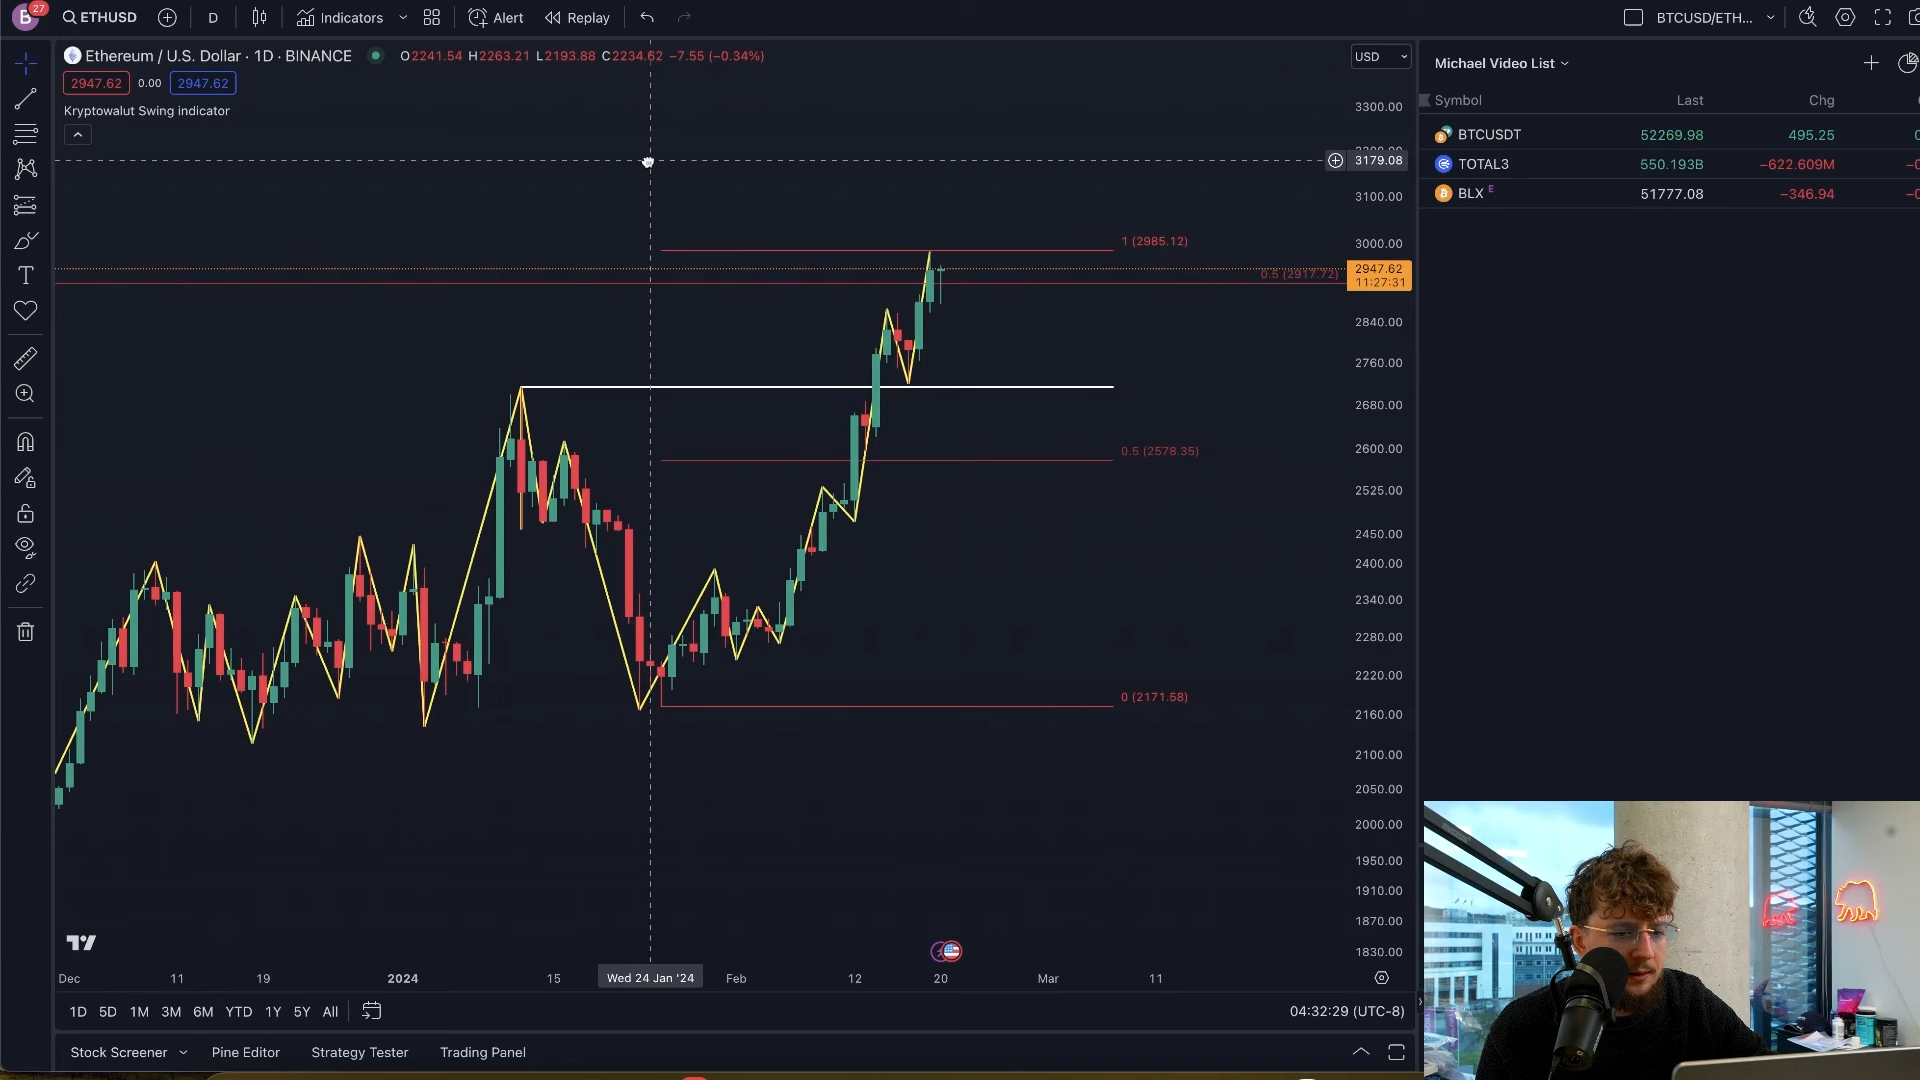 B 27 ETHUSD D Indicators Alert Replay BTCUSD/ETH...
Ethereum / U.S. Dollar · 1D · BINANCE O2241.54 H2263.21 L2193.88 C2234.62 −7.55 (−0.34%)
2947.62 0.00 2947.62
Kryptowalut Swing indicator
USD
3300.00
3179.08
3100.00
1 (2985.12)
3000.00
0.5 (2917.72)
2947.62
11:27:31
2840.00
2760.00
2680.00
0.5 (2578.35)
2600.00
2525.00
2450.00
2400.00
2340.00
2280.00
2220.00
0 (2171.58)
2160.00
2100.00
2050.00
2000.00
1950.00
1910.00
1870.00
1830.00
Dec 11 19 2024 15 Wed 24 Jan '24 Feb 12 20 Mar 11
1D 5D 1M 3M 6M YTD 1Y 5Y All 04:32:29 (UTC-8)
Stock Screener Pine Editor Strategy Tester Trading Panel
Michael Video List
Symbol Last Chg
BTCUSDT 52269.98 495.25
TOTAL3 550.193B −622.609M
BLX E 51777.08 −346.94